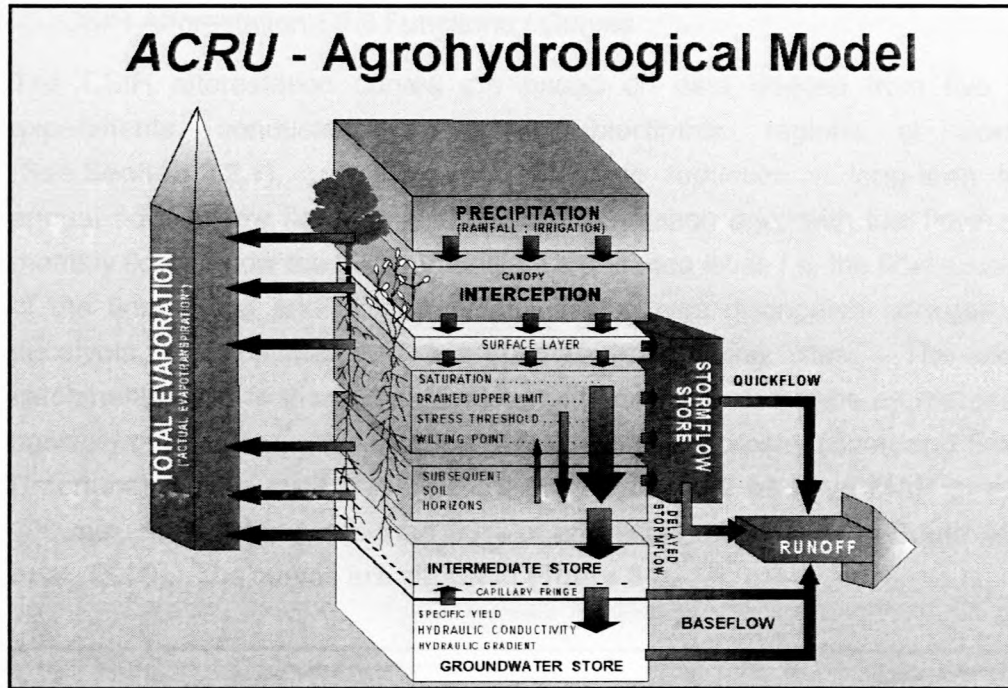 ACRU - Agrohydrological Model
TOTAL EVAPORATION
("ACTUAL EVAPOTRANSPIRATION")
PRECIPITATION
(RAINFALL : IRRIGATION)
CANOPY
INTERCEPTION
SURFACE LAYER
SATURATION
DRAINED UPPER LIMIT
STRESS THRESHOLD
WILTING POINT
SUBSEQUENT
SOIL
HORIZONS
INTERMEDIATE STORE
CAPILLARY FRINGE
SPECIFIC YIELD
HYDRAULIC CONDUCTIVITY
HYDRAULIC GRADIENT
GROUNDWATER STORE
STORMFLOW
STORE
QUICKFLOW
DELAYED
STORMFLOW
RUNOFF
BASEFLOW